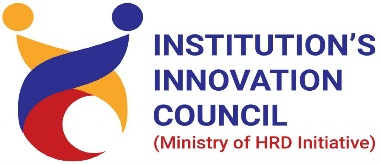 INSTITUTION'S
INNOVATION
COUNCIL
(Ministry of HRD Initiative)